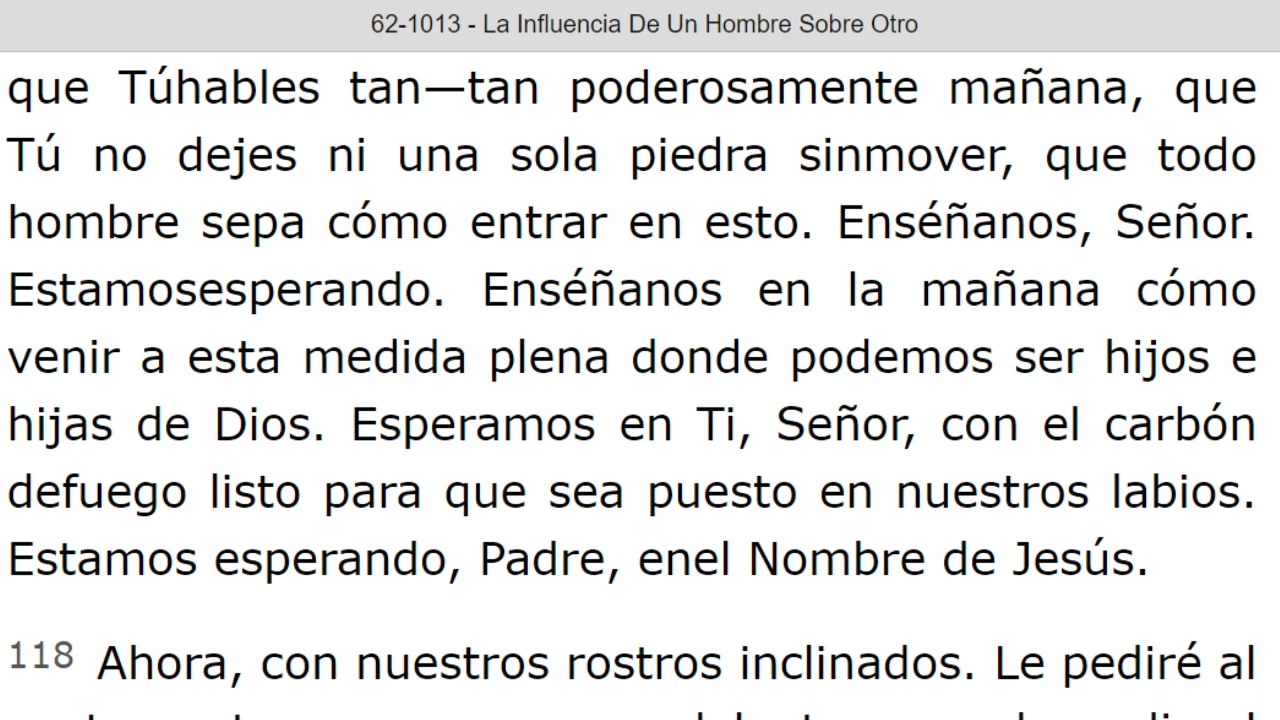 62-1013 - La Influencia De Un Hombre Sobre Otro
que Túhables tan—tan poderosamente mañana, que
Tú no dejes ni una sola piedra sinmover, que todo
hombre sepa cómo entrar en esto. Enséñanos, Señor.
Estamosesperando. Enséñanos en la mañana cómo
venir a esta medida plena donde podemos ser hijos e
hijas de Dios. Esperamos en Ti, Señor, con el carbón
defuego listo para que sea puesto en nuestros labios.
Estamos esperando, Padre, enel Nombre de Jesús.
118 Ahora, con nuestros rostros inclinados. Le pediré al